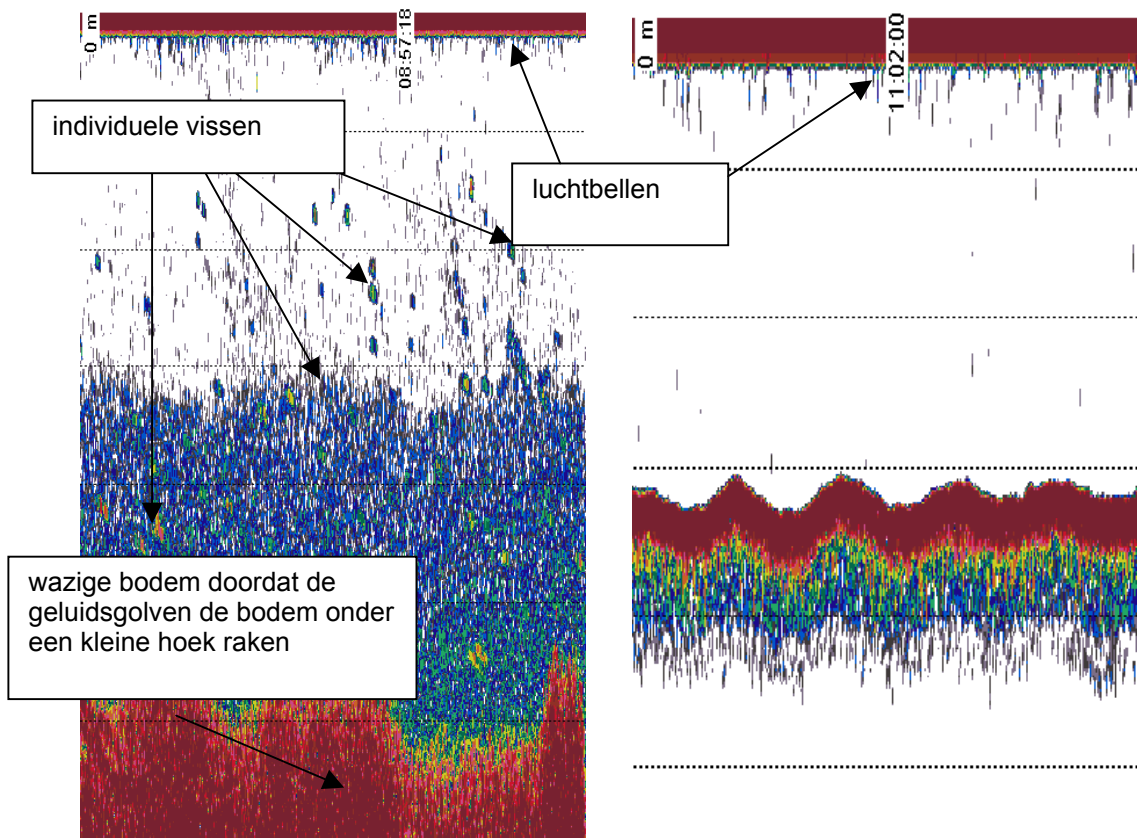 0 m
08:57:18
0 m
11:02:00
individuele vissen
luchtbellen
wazige bodem doordat de
geluidsgolven de bodem onder
een kleine hoek raken